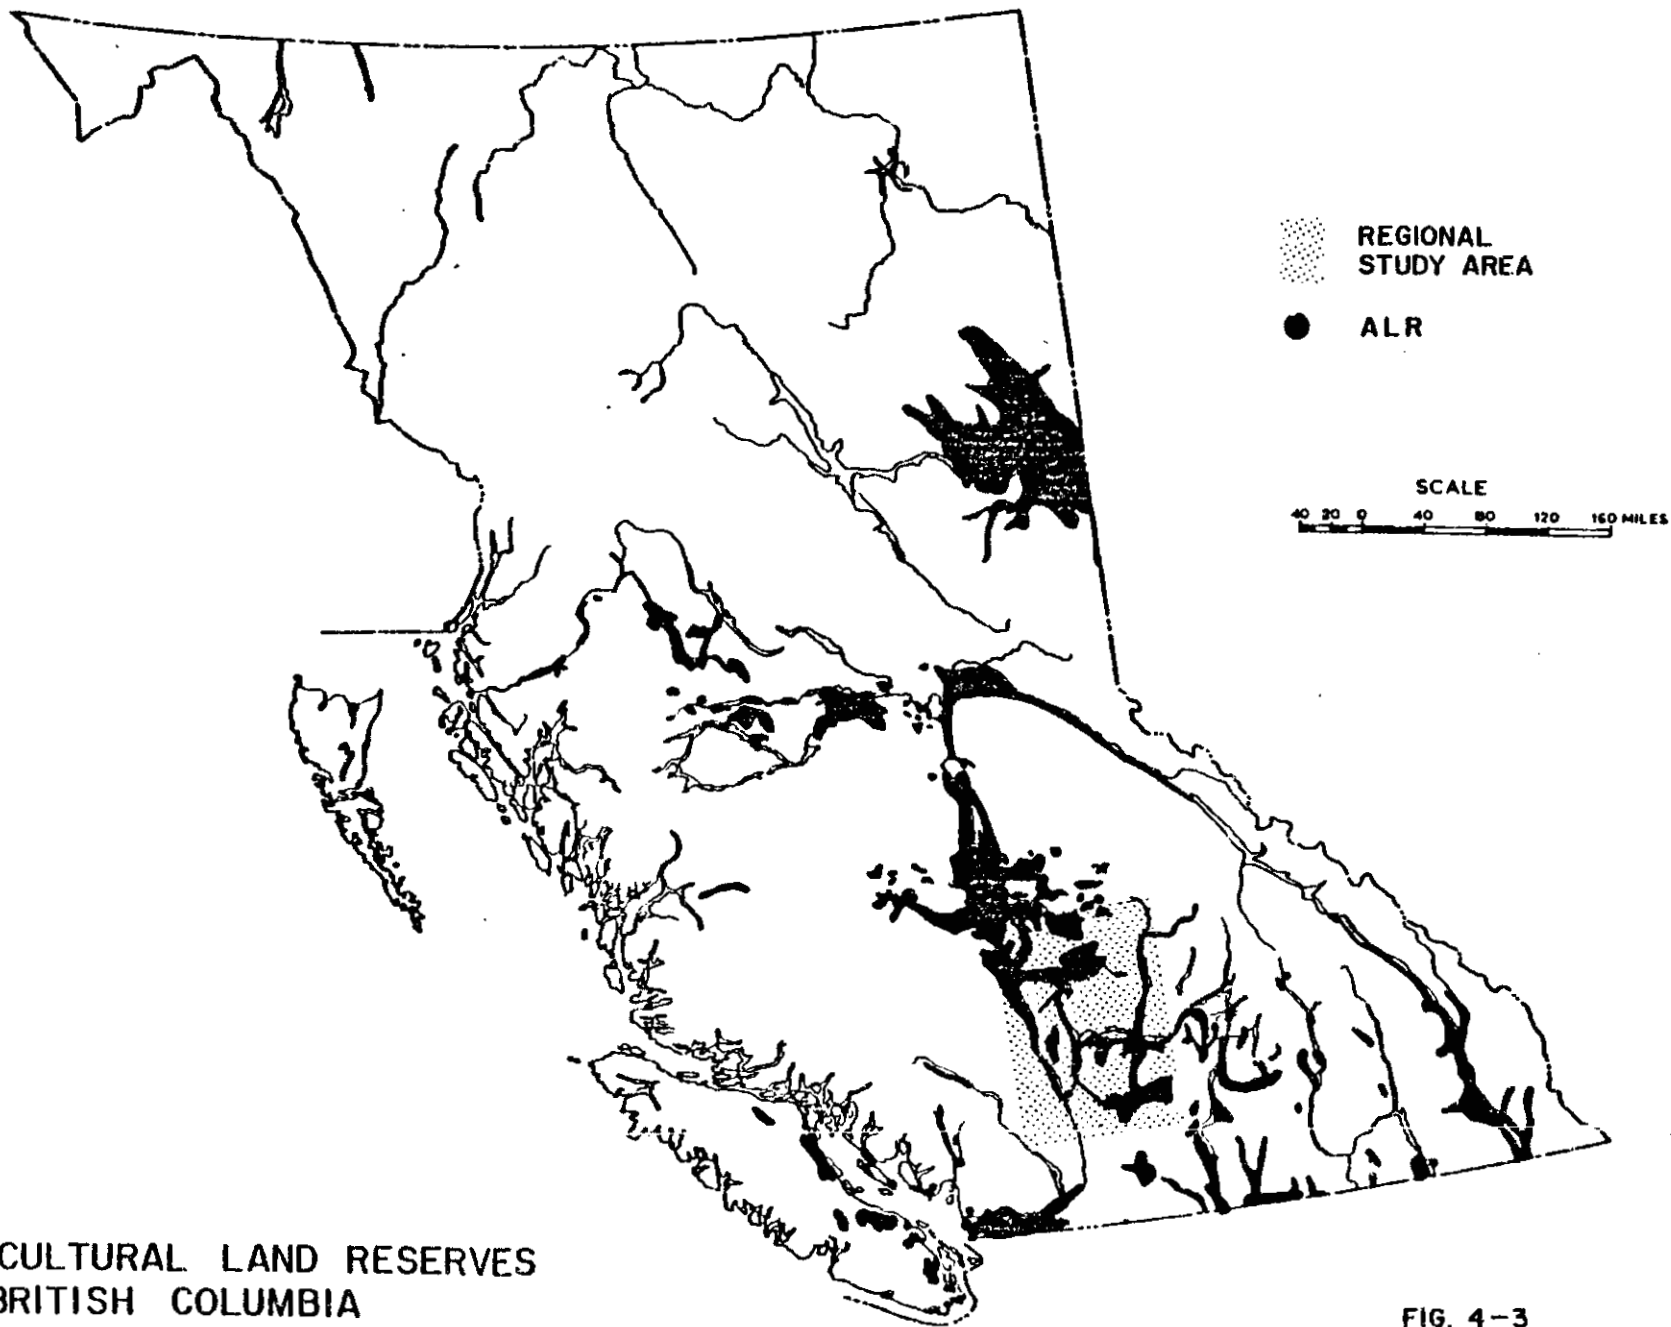 REGIONAL
STUDY AREA
ALR
SCALE
40 20 0 40 80 120 160 MILES
CULTURAL LAND RESERVES
BRITISH COLUMBIA
FIG. 4-3